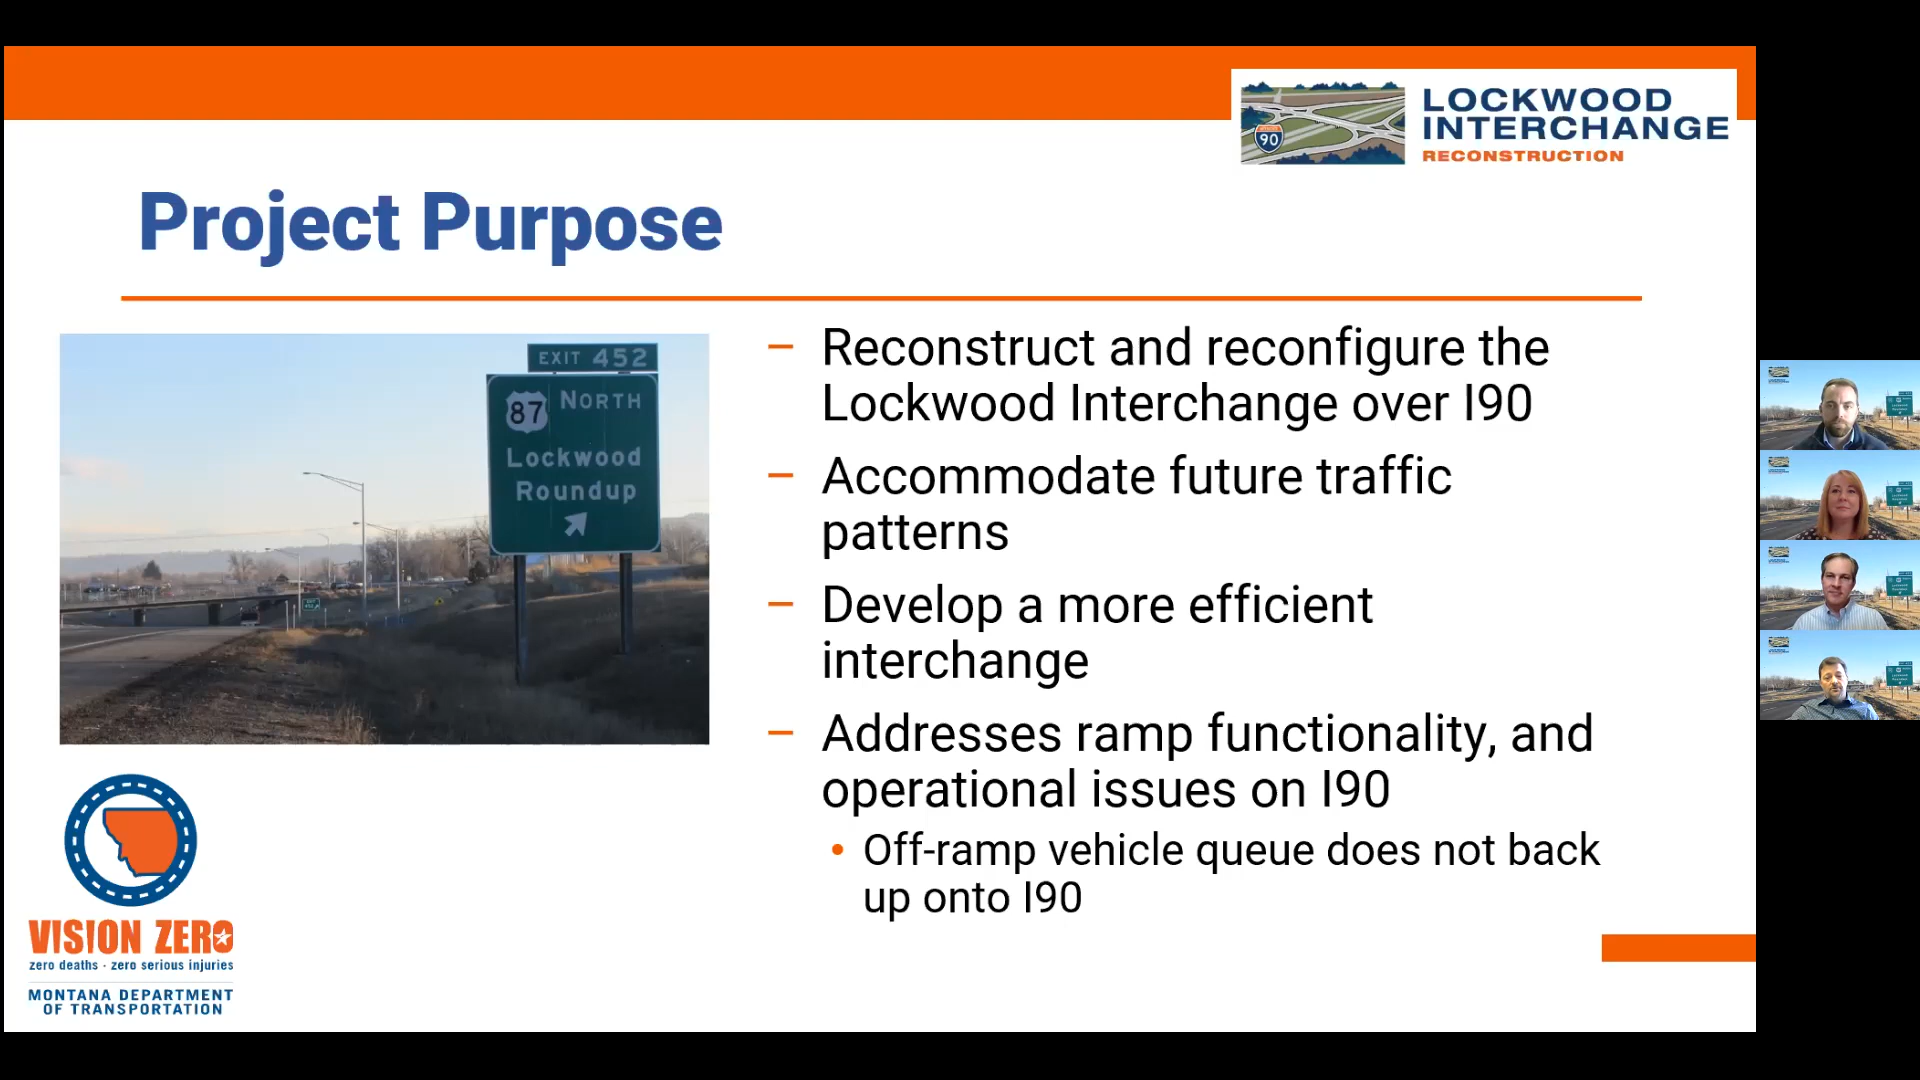 LOCKWOOD
INTERCHANGE
RECONSTRUCTION
90
Project Purpose
EXIT 452
87 NORTH
Lockwood
Roundup
– Reconstruct and reconfigure the
Lockwood Interchange over I90
– Accommodate future traffic
patterns
– Develop a more efficient
interchange
– Addresses ramp functionality, and
operational issues on I90
• Off-ramp vehicle queue does not back
up onto I90
VISION ZERO
zero deaths · zero serious injuries
MONTANA DEPARTMENT
OF TRANSPORTATION